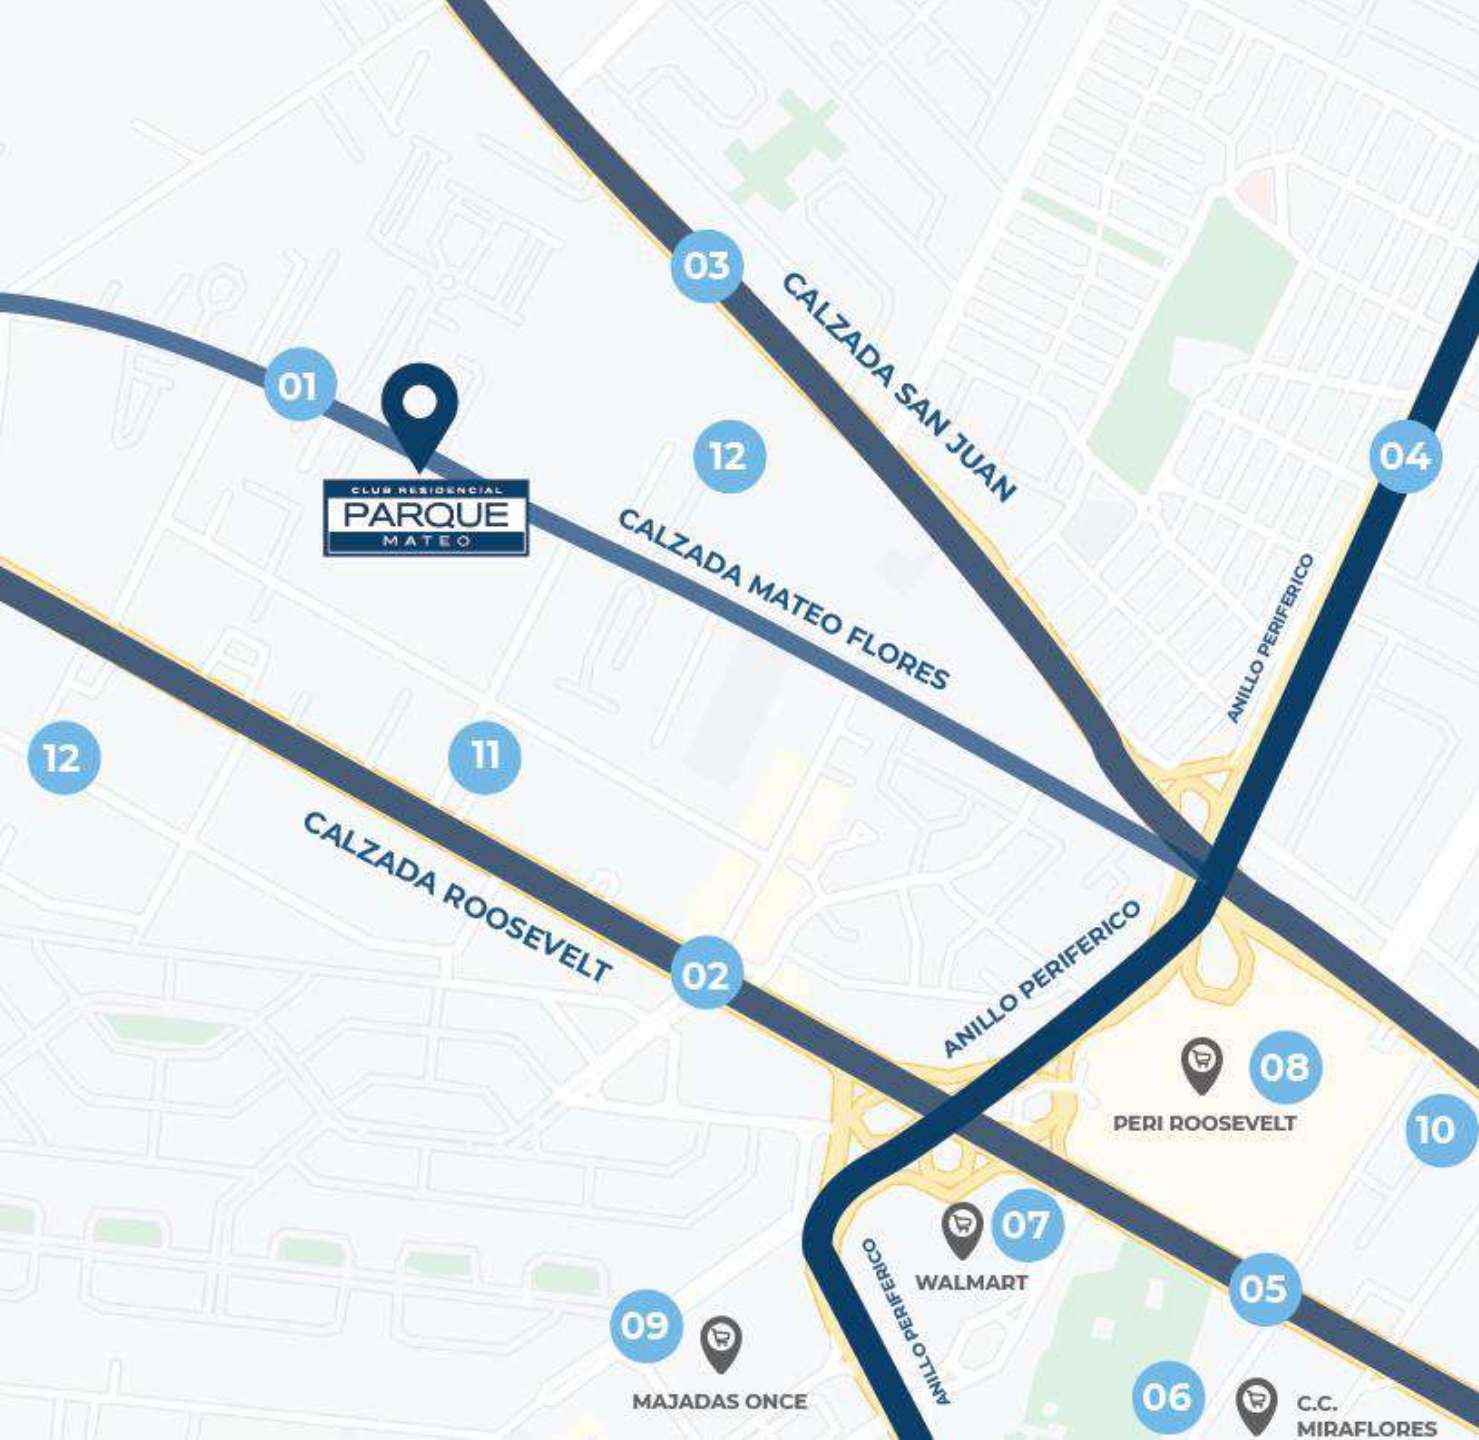 03
CALZADA SAN JUAN
01
12
04
CLUB RESIDENCIAL
PARQUE
MATEO
CALZADA MATEO FLORES
ANILLO PERIFERICO
12
11
CALZADA ROOSEVELT
02
ANILLO PERIFERICO
08
PERI ROOSEVELT
10
07
WALMART
ANILLO PERIFERICO
05
09
MAJADAS ONCE
06
C.C.
MIRAFLORES